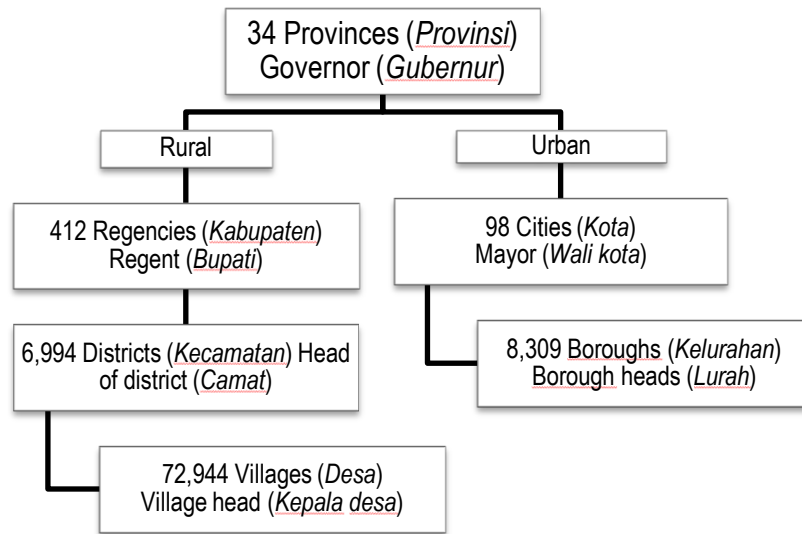 34 Provinces (Provinsi)
Governor (Gubernur)
Rural
Urban
412 Regencies (Kabupaten)
Regent (Bupati)
98 Cities (Kota)
Mayor (Wali kota)
6,994 Districts (Kecamatan) Head
of district (Camat)
8,309 Boroughs (Kelurahan)
Borough heads (Lurah)
72,944 Villages (Desa)
Village head (Kepala desa)